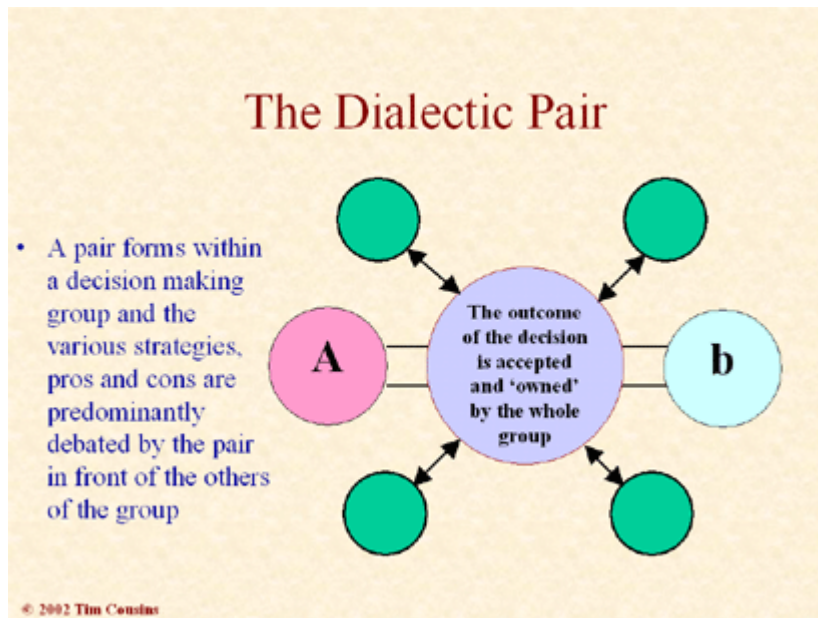 The Dialectic Pair
• A pair forms within
a decision making
group and the
various strategies,
pros and cons are
predominantly
debated by the pair
in front of the others
of the group
A
The outcome
of the decision
is accepted
and ‘owned’
by the whole
group
b
© 2002 Tim Cousins